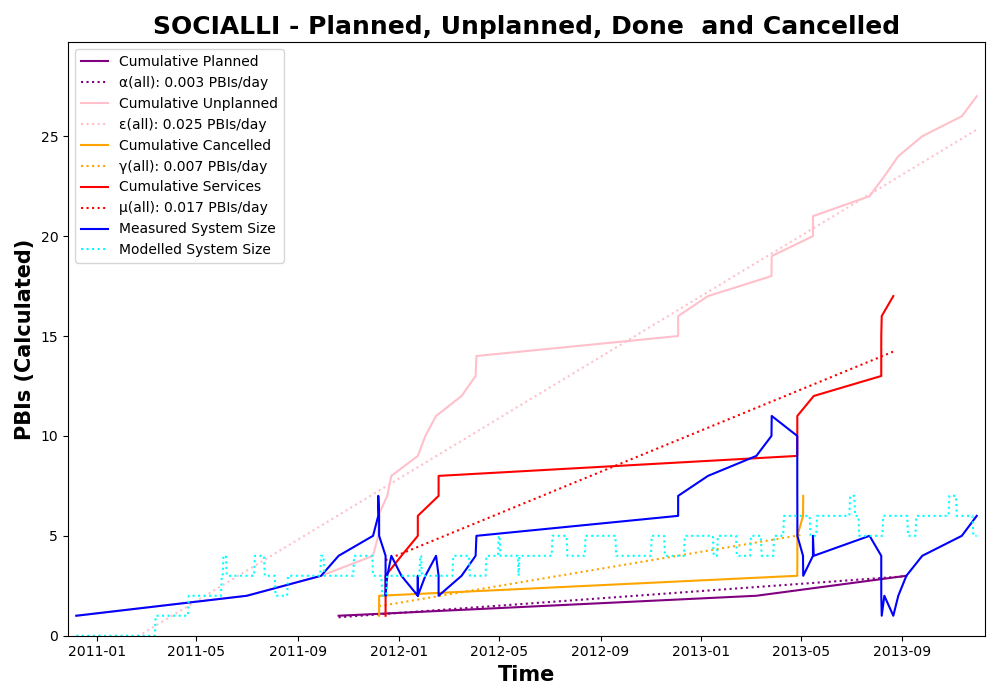 SOCIALLI - Planned, Unplanned, Done  and Cancelled
Cumulative Planned
α(all): 0.003 PBIs/day
Cumulative Unplanned
ε(all): 0.025 PBIs/day
Cumulative Cancelled
γ(all): 0.007 PBIs/day
Cumulative Services
μ(all): 0.017 PBIs/day
Measured System Size
Modelled System Size
PBIs (Calculated)
25
20
15
10
5
0
2011-01 2011-05 2011-09 2012-01 2012-05 2012-09 2013-01 2013-05 2013-09
Time